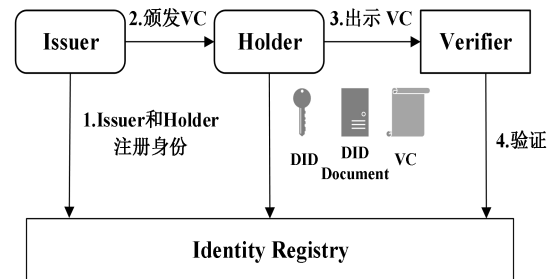 Issuer
2.颁发VC
Holder
3.出示 VC
Verifier
1.Issuer和Holder
注册身份
DID
DID
Document
VC
4.验证
Identity Registry